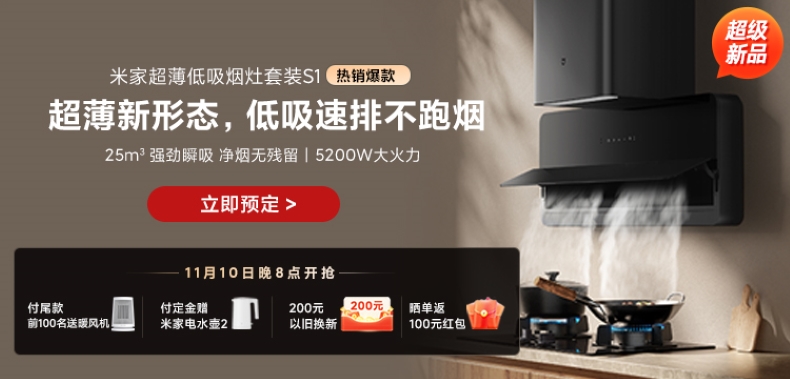 超级
新品
米家超薄低吸烟灶套装S1 热销爆款
超薄新形态，低吸速排不跑烟
25m³ 强劲瞬吸 净烟无残留 | 5200W大火力
立即预定 >
11月10日晚8点开抢
付尾款
前100名送暖风机
付定金赠
米家电水壶2
200元
以旧换新
200元
晒单返
100元红包